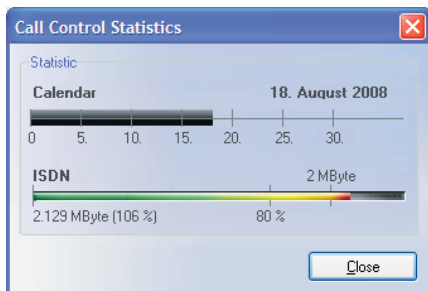 Call Control Statistics
Statistic
Calendar 18. August 2008
0 5. 10. 15. 20. 25. 30.
ISDN 2 MByte
2.129 MByte (106 %) 80 %
Close